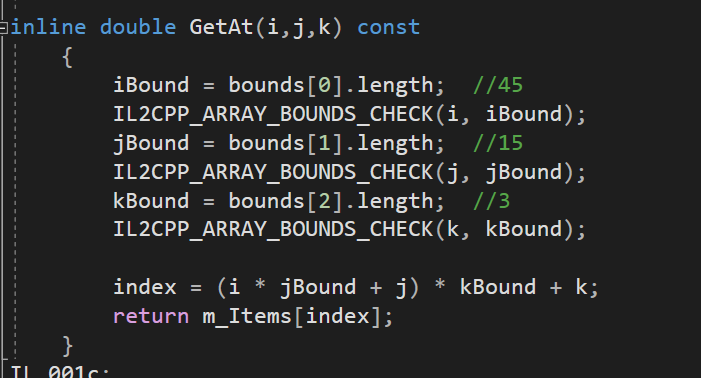 inline double GetAt(i,j,k) const
{
iBound = bounds[0].length; //45
IL2CPP_ARRAY_BOUNDS_CHECK(i, iBound);
jBound = bounds[1].length; //15
IL2CPP_ARRAY_BOUNDS_CHECK(j, jBound);
kBound = bounds[2].length; //3
IL2CPP_ARRAY_BOUNDS_CHECK(k, kBound);
index = (i * jBound + j) * kBound + k;
return m_Items[index];
}
IL_001c: